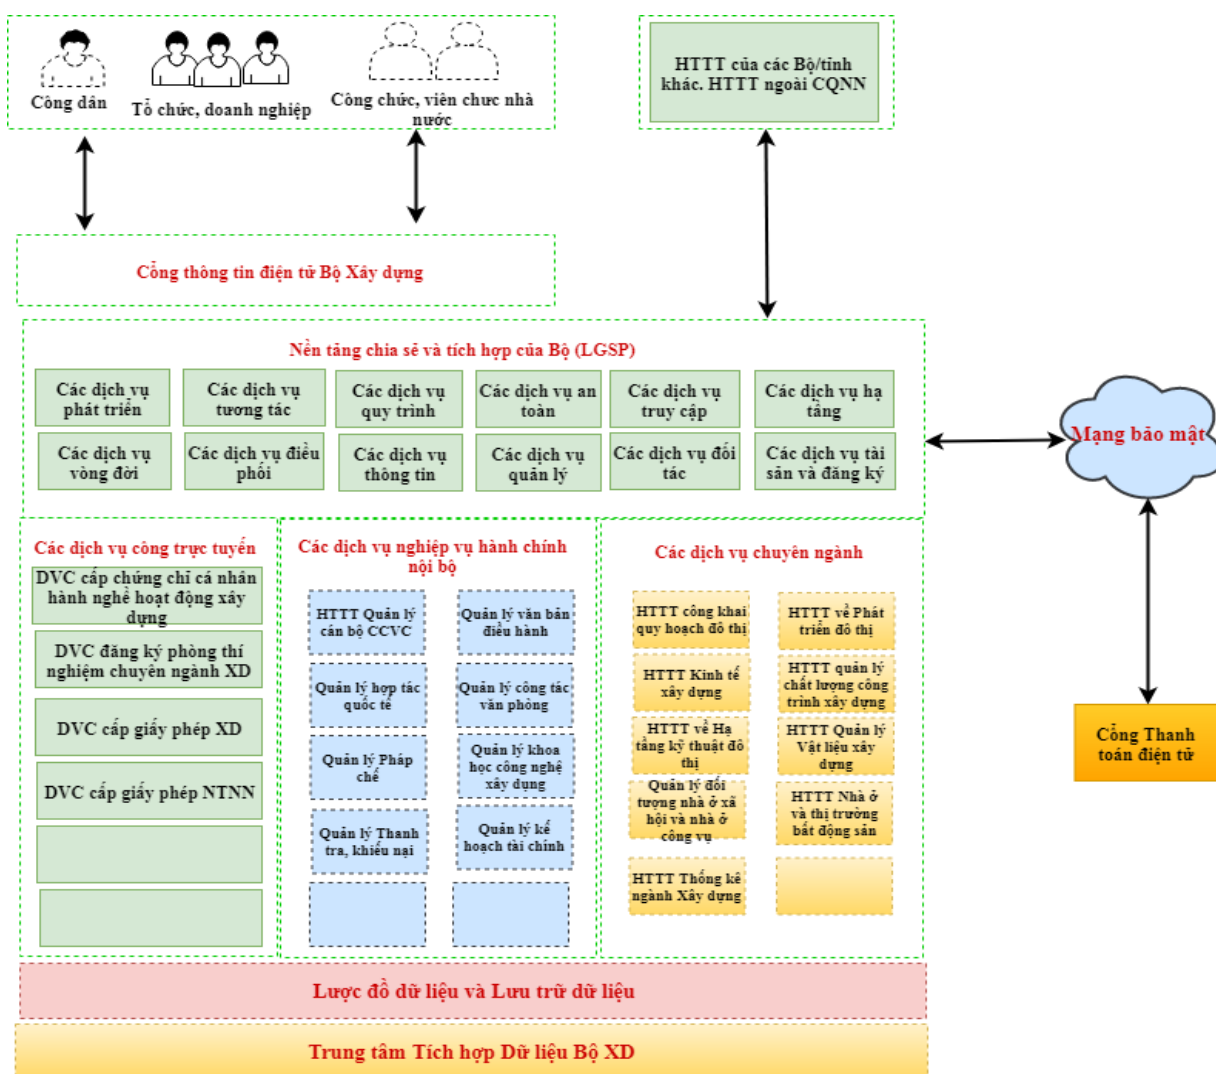 Công dân
Tổ chức, doanh nghiệp
Công chức, viên chưc nhà
nước
HTTT của các Bộ/tỉnh
khác. HTTT ngoài CQNN
Cổng thông tin điện tử Bộ Xây dựng
Nền tảng chia sẻ và tích hợp của Bộ (LGSP)
Các dịch vụ
phát triển
Các dịch vụ
tương tác
Các dịch vụ
quy trình
Các dịch vụ an
toàn
Các dịch vụ
truy cập
Các dịch vụ hạ
tầng
Các dịch vụ
vòng đời
Các dịch vụ điều
phối
Các dịch vụ
thông tin
Các dịch vụ
quản lý
Các dịch vụ đối
tác
Các dịch vụ tài
sản và đăng ký
Mạng bảo mật
Cổng Thanh
toán điện tử
Các dịch vụ công trực tuyến
DVC cấp chứng chỉ cá nhân
hành nghề hoạt động xây
dựng
DVC đăng ký phòng thí
nghiệm chuyên ngành XD
DVC cấp giấy phép XD
DVC cấp giấy phép NTNN
Các dịch vụ nghiệp vụ hành chính
nội bộ
HTTT Quản lý
cán bộ CCVC
Quản lý văn bản
điều hành
Quản lý hợp tác
quốc tế
Quản lý công tác
văn phòng
Quản lý Pháp
chế
Quản lý khoa
học công nghệ
xây dựng
Quản lý Thanh
tra, khiếu nại
Quản lý kế
hoạch tài chính
Các dịch vụ chuyên ngành
HTTT công khai
quy hoạch đô thị
HTTT về Phát
triển đô thị
HTTT Kinh tế
xây dựng
HTTT quản lý
chất lượng công
trình xây dựng
HTTT về Hạ
tầng kỹ thuật đô
thị
HTTT Quản lý
Vật liệu xây
dựng
Quản lý đối
tượng nhà ở xã
hội và nhà ở
công vụ
HTTT Nhà ở
và thị trường
bất động sản
HTTT Thống kê
ngành Xây dựng
Lược đồ dữ liệu và Lưu trữ dữ liệu
Trung tâm Tích hợp Dữ liệu Bộ XD